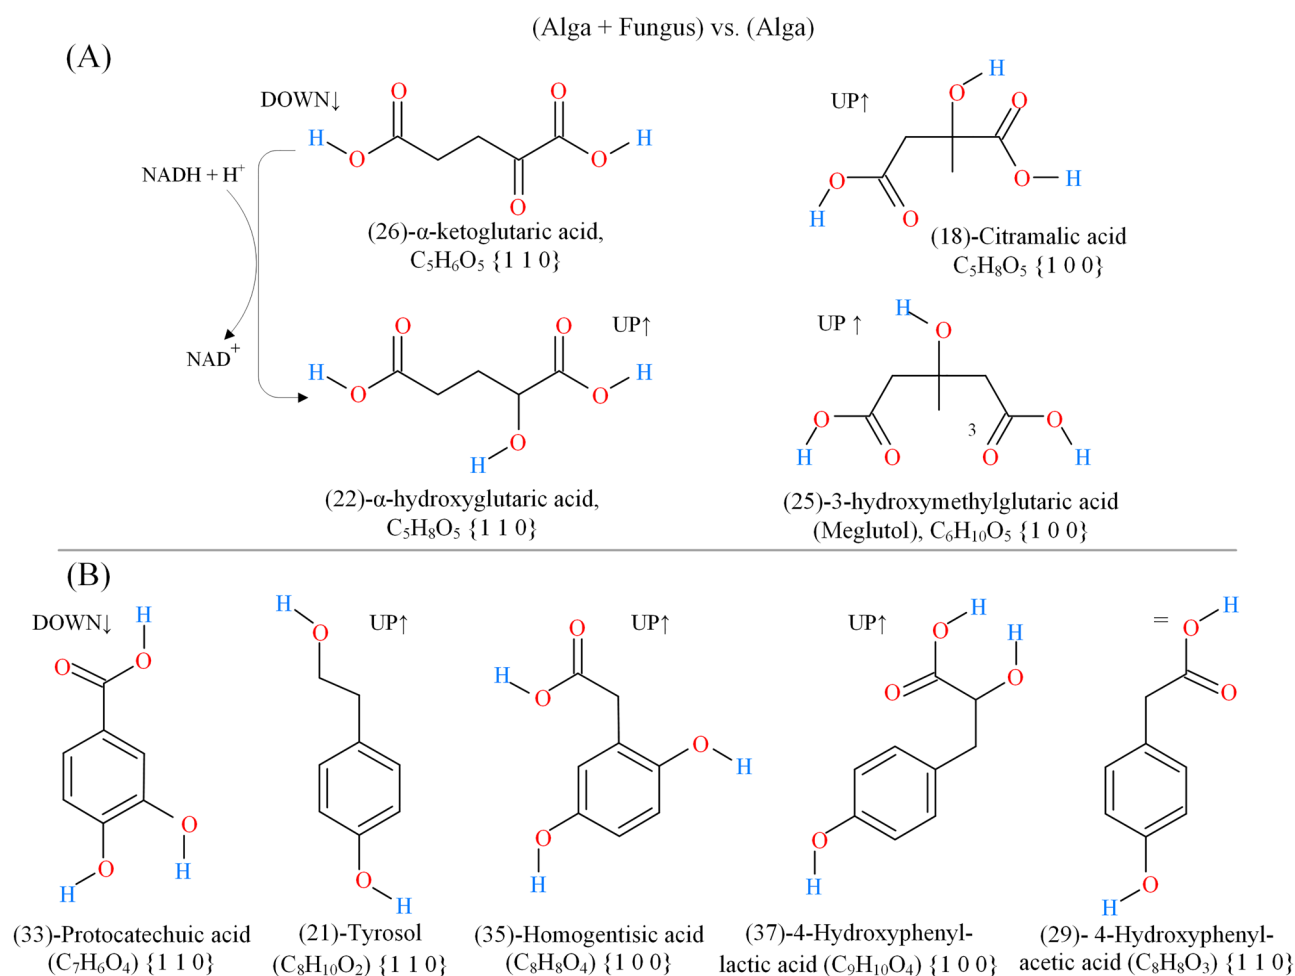 (Alga + Fungus) vs. (Alga)
(A)
DOWN↓
H
O
O
O
O
O
H
NADH + H⁺
NAD⁺
(26)-α-ketoglutaric acid,
C₅H₆O₅ {1 1 0}
UP↑
H
O
O
O
H
O
H
O
(18)-Citramalic acid
C₅H₈O₅ {1 0 0}
UP↑
H
O
O
O
O
H
O
H
(22)-α-hydroxyglutaric acid,
C₅H₈O₅ {1 1 0}
UP ↑
H
O
O
H
O
3
O
O
H
(25)-3-hydroxymethylglutaric acid
(Meglutol), C₆H₁₀O₅ {1 0 0}
(B)
DOWN↓
H
O
O
O
H
O
H
(33)-Protocatechuic acid
(C₇H₆O₄) {1 1 0}
UP↑
H
O
O
H
(21)-Tyrosol
(C₈H₁₀O₂) {1 1 0}
UP↑
O
H
O
O
H
O
H
(35)-Homogentisic acid
(C₈H₈O₄) {1 0 0}
UP↑
H
O
H
O
O
O
H
(37)-4-Hydroxyphenyl-
lactic acid (C₉H₁₀O₄) {1 0 0}
=
H
O
O
O
H
(29)- 4-Hydroxyphenyl-
acetic acid (C₈H₈O₃) {1 1 0}